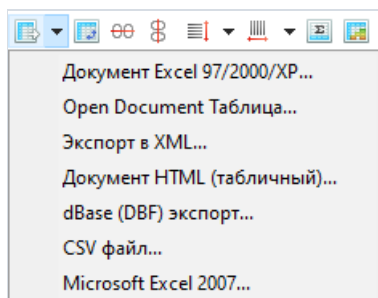 Документ Excel 97/2000/XP...
Open Document Таблица...
Экспорт в XML...
Документ HTML (табличный)...
dBase (DBF) экспорт...
CSV файл...
Microsoft Excel 2007...